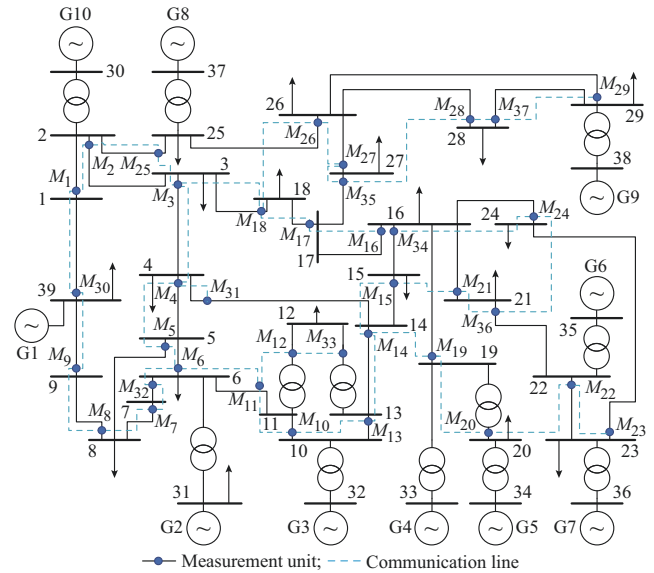 G10
G8
30
37
26
M29
29
M28
M37
28
2
25
M2
M25
M26
M27
27
38
3
M35
G9
M1
M3
18
1
M18
M17
17
16
M16
M34
24
M24
39
M30
4
M4
M31
15
M15
M21
21
M36
G6
G1
M5
5
12
14
35
M9
M6
M12
M33
M14
M19
19
9
M32
6
7
M7
M8
8
M11
11
M10
10
13
M13
M20
20
22
M22
M23
23
31
32
33
34
36
G2
G3
G4
G5
G7
Measurement unit;
Communication line